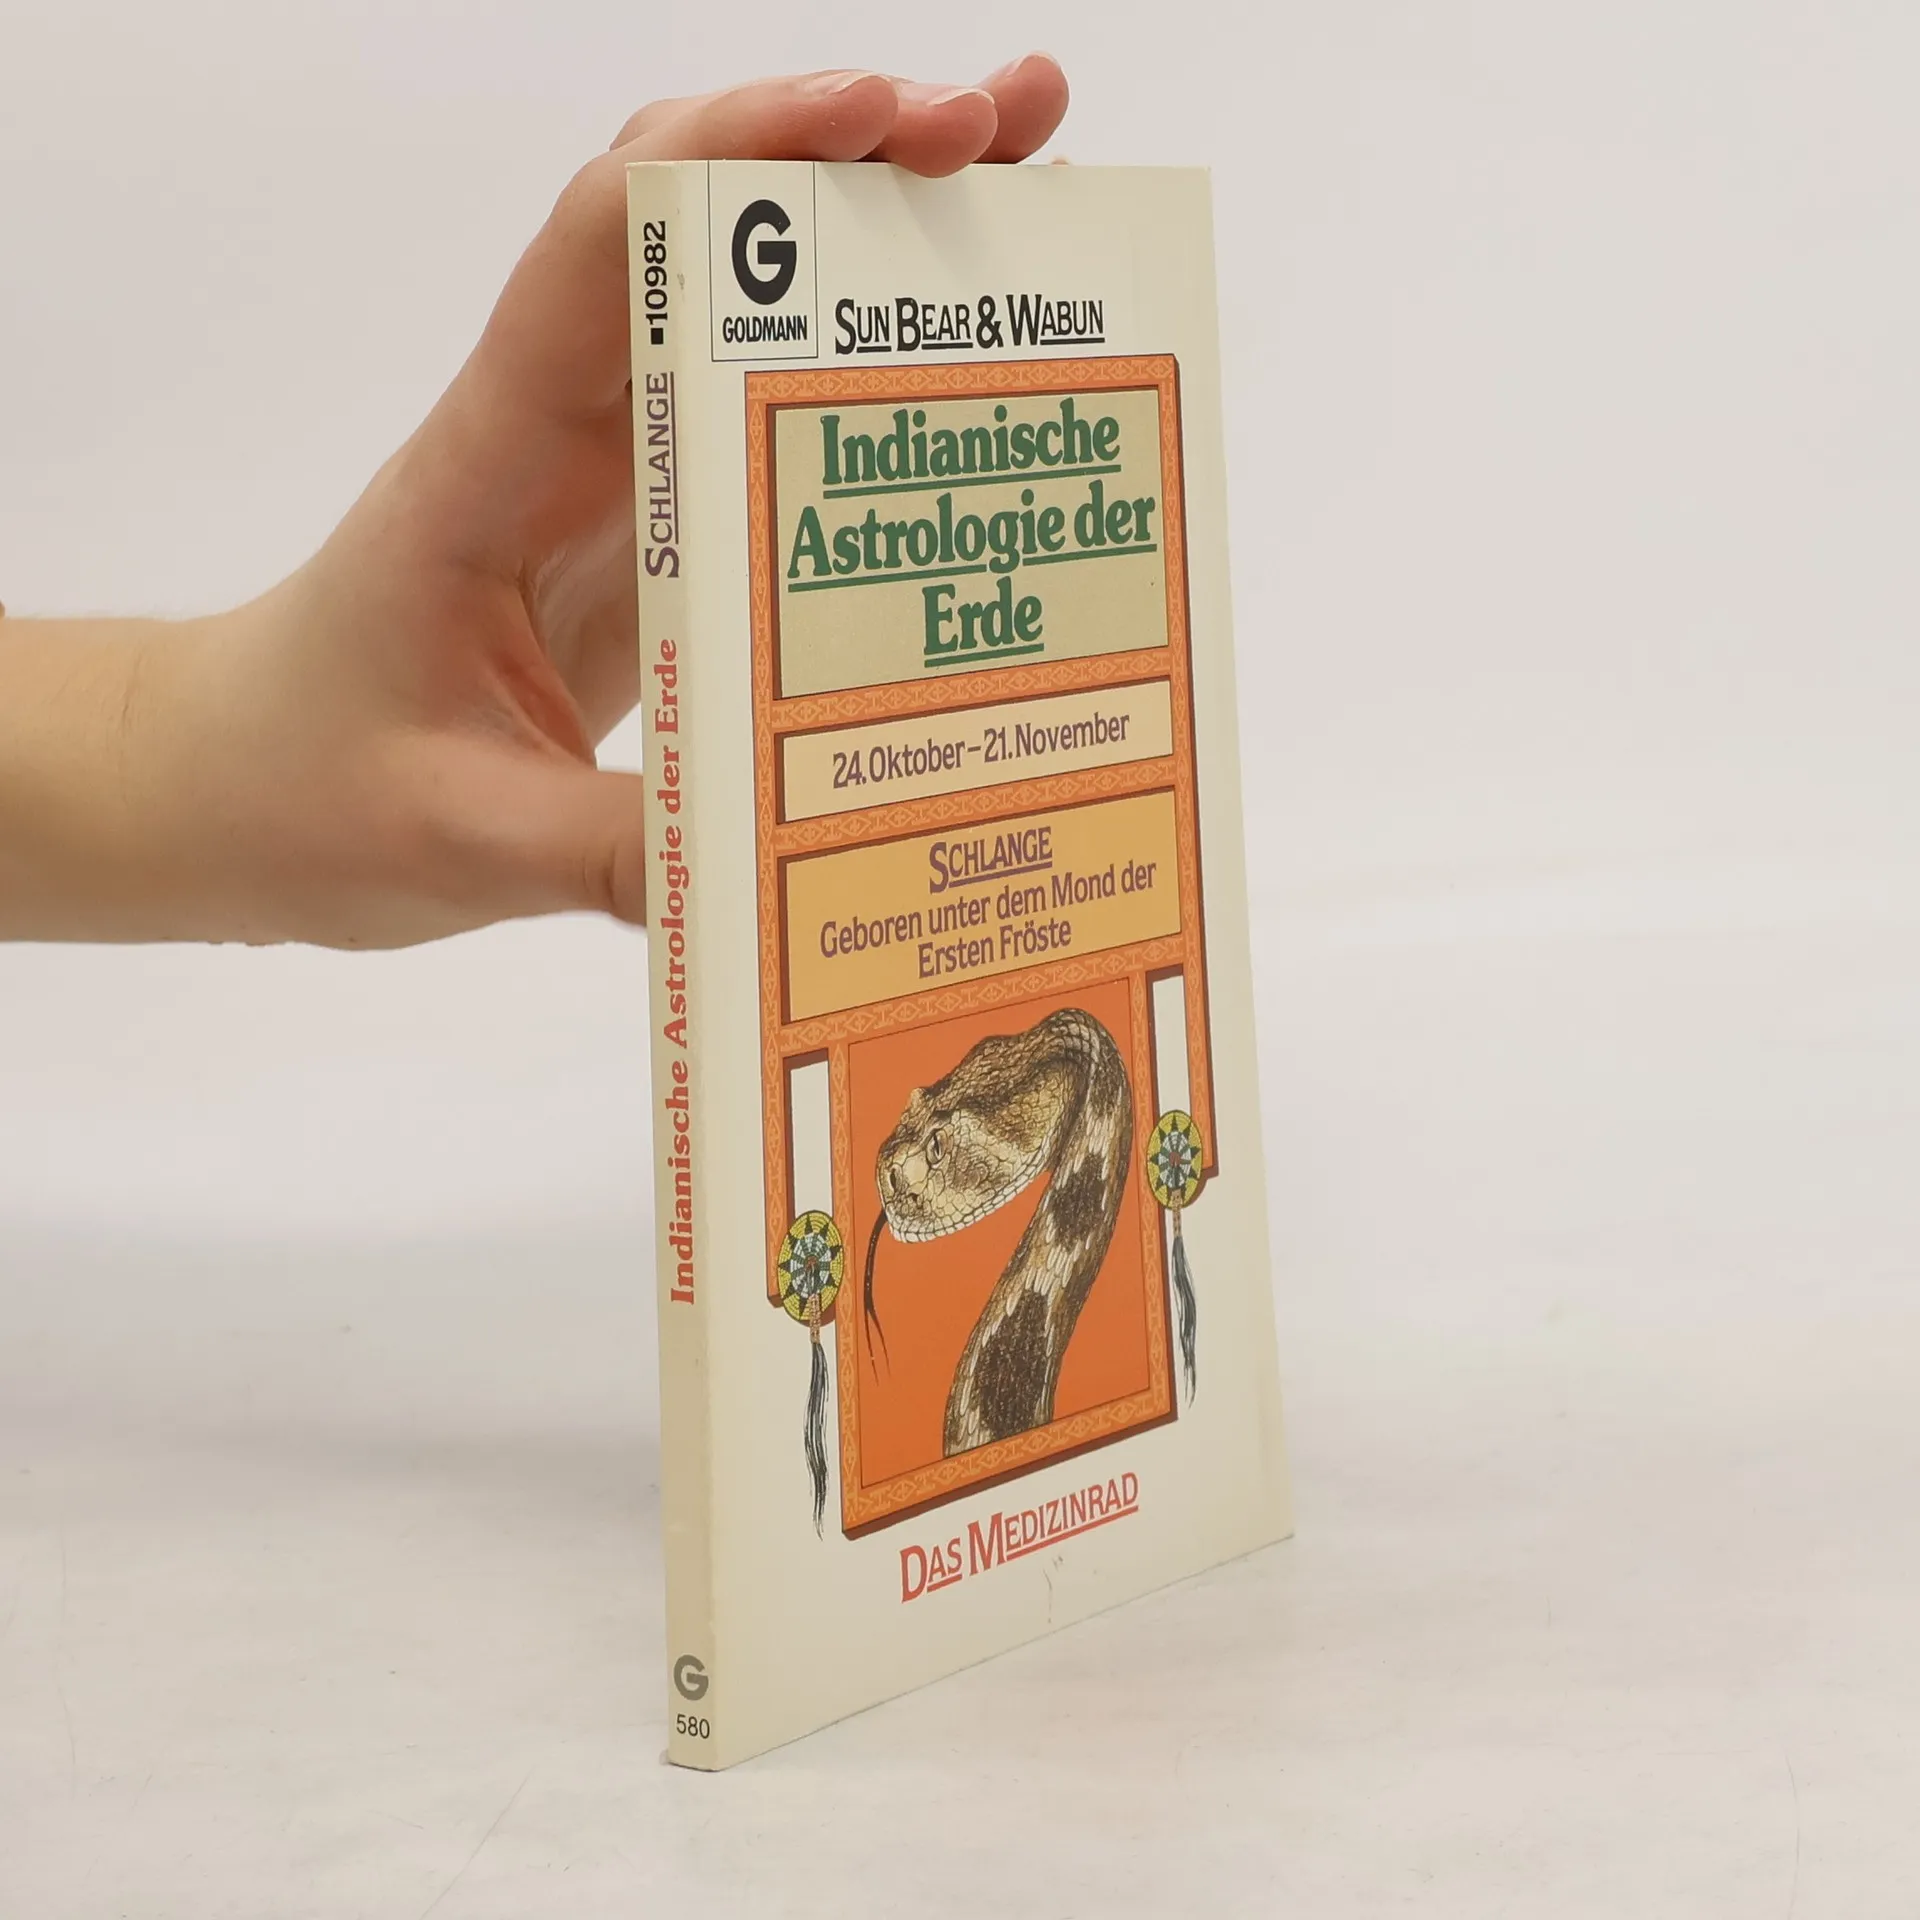 ■10982
SCHLANGE
Indianische Astrologie der Erde
G
580
G
GOLDMANN
SUN BEAR & WABUN
Indianische
Astrologie der
Erde
24. Oktober – 21. November
SCHLANGE
Geboren unter dem Mond der
Ersten Fröste
DAS MEDIZINRAD